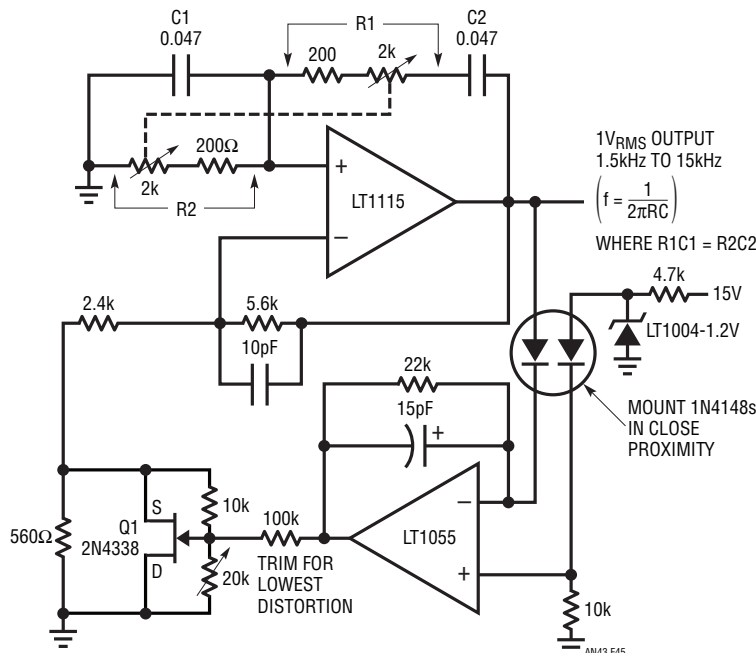 C1
0.047
R1
C2
0.047
200
2k
200Ω
2k
R2
+
–
LT1115
1VRMS OUTPUT
1.5kHz TO 15kHz
(f = 1/2πRC)
WHERE R1C1 = R2C2
4.7k
15V
LT1004-1.2V
2.4k
5.6k
10pF
22k
15pF
+
MOUNT 1N4148s
IN CLOSE
PROXIMITY
560Ω
Q1
2N4338
S
D
10k
20k
100k
TRIM FOR
LOWEST
DISTORTION
LT1055
–
+
10k
AN43 F45